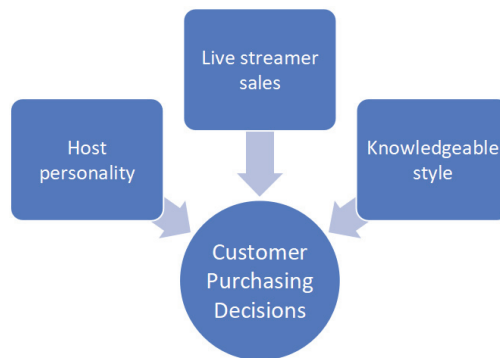 Live streamer
sales
Host
personality
Knowledgeable
style
Customer
Purchasing
Decisions